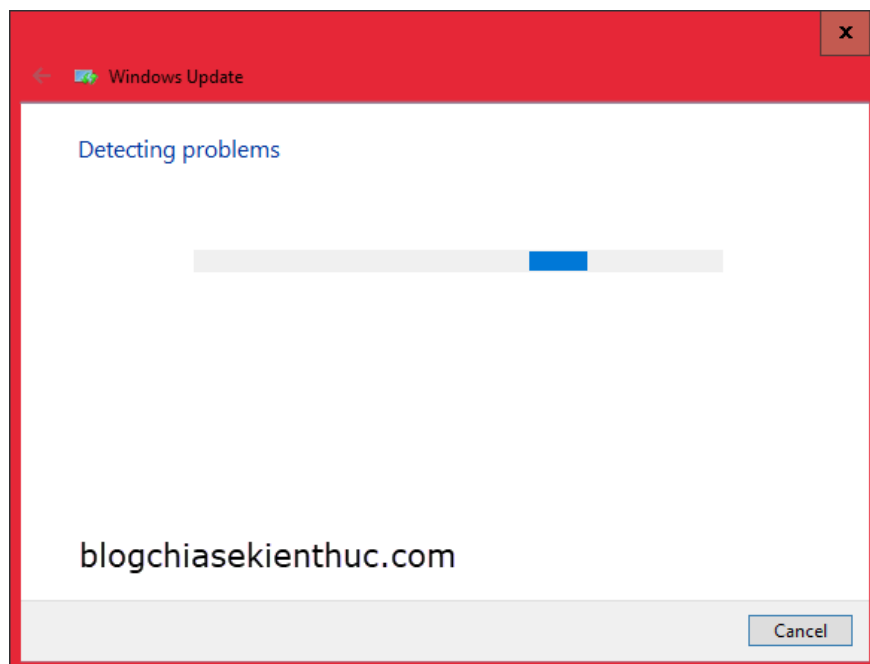 x
Windows Update
Detecting problems
blogchiasekienthuc.com
Cancel